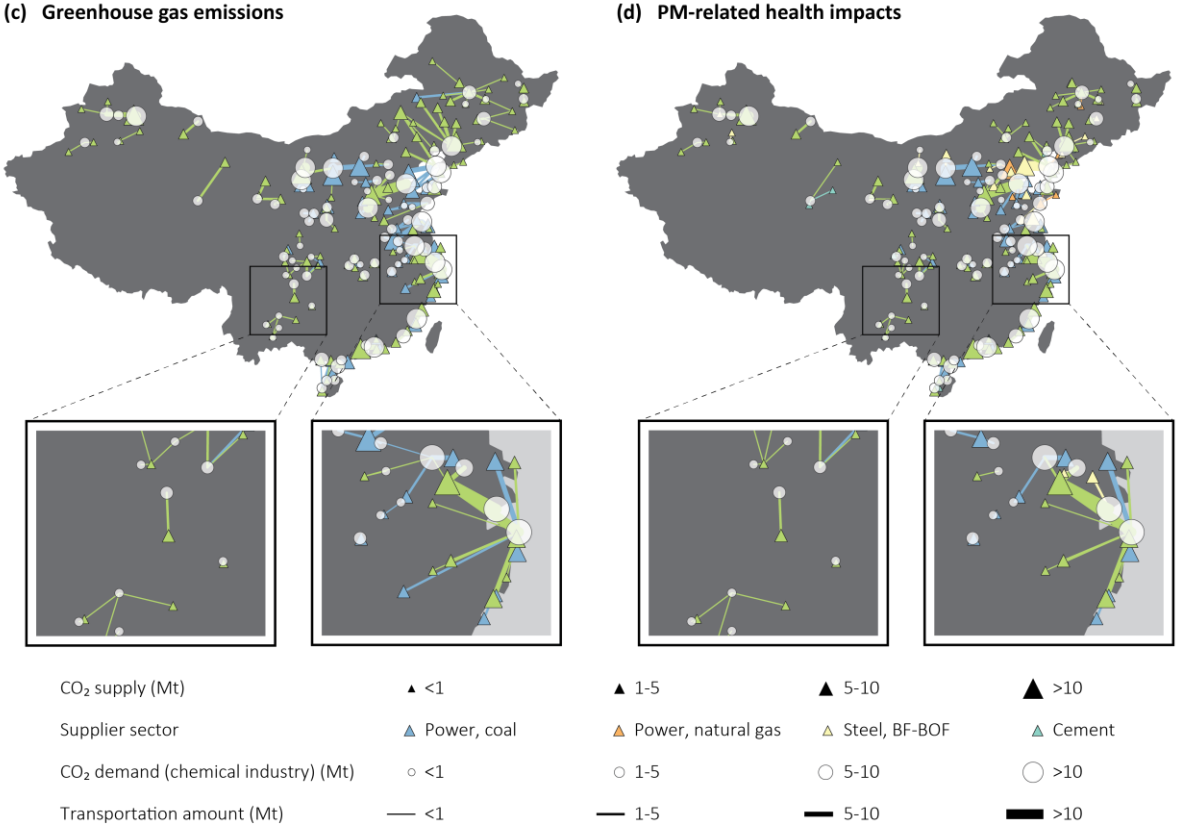 (c) Greenhouse gas emissions
(d) PM-related health impacts
CO₂ supply (Mt) <1 1-5 5-10 >10
Supplier sector Power, coal Power, natural gas Steel, BF-BOF Cement
CO₂ demand (chemical industry) (Mt) <1 1-5 5-10 >10
Transportation amount (Mt) <1 1-5 5-10 >10